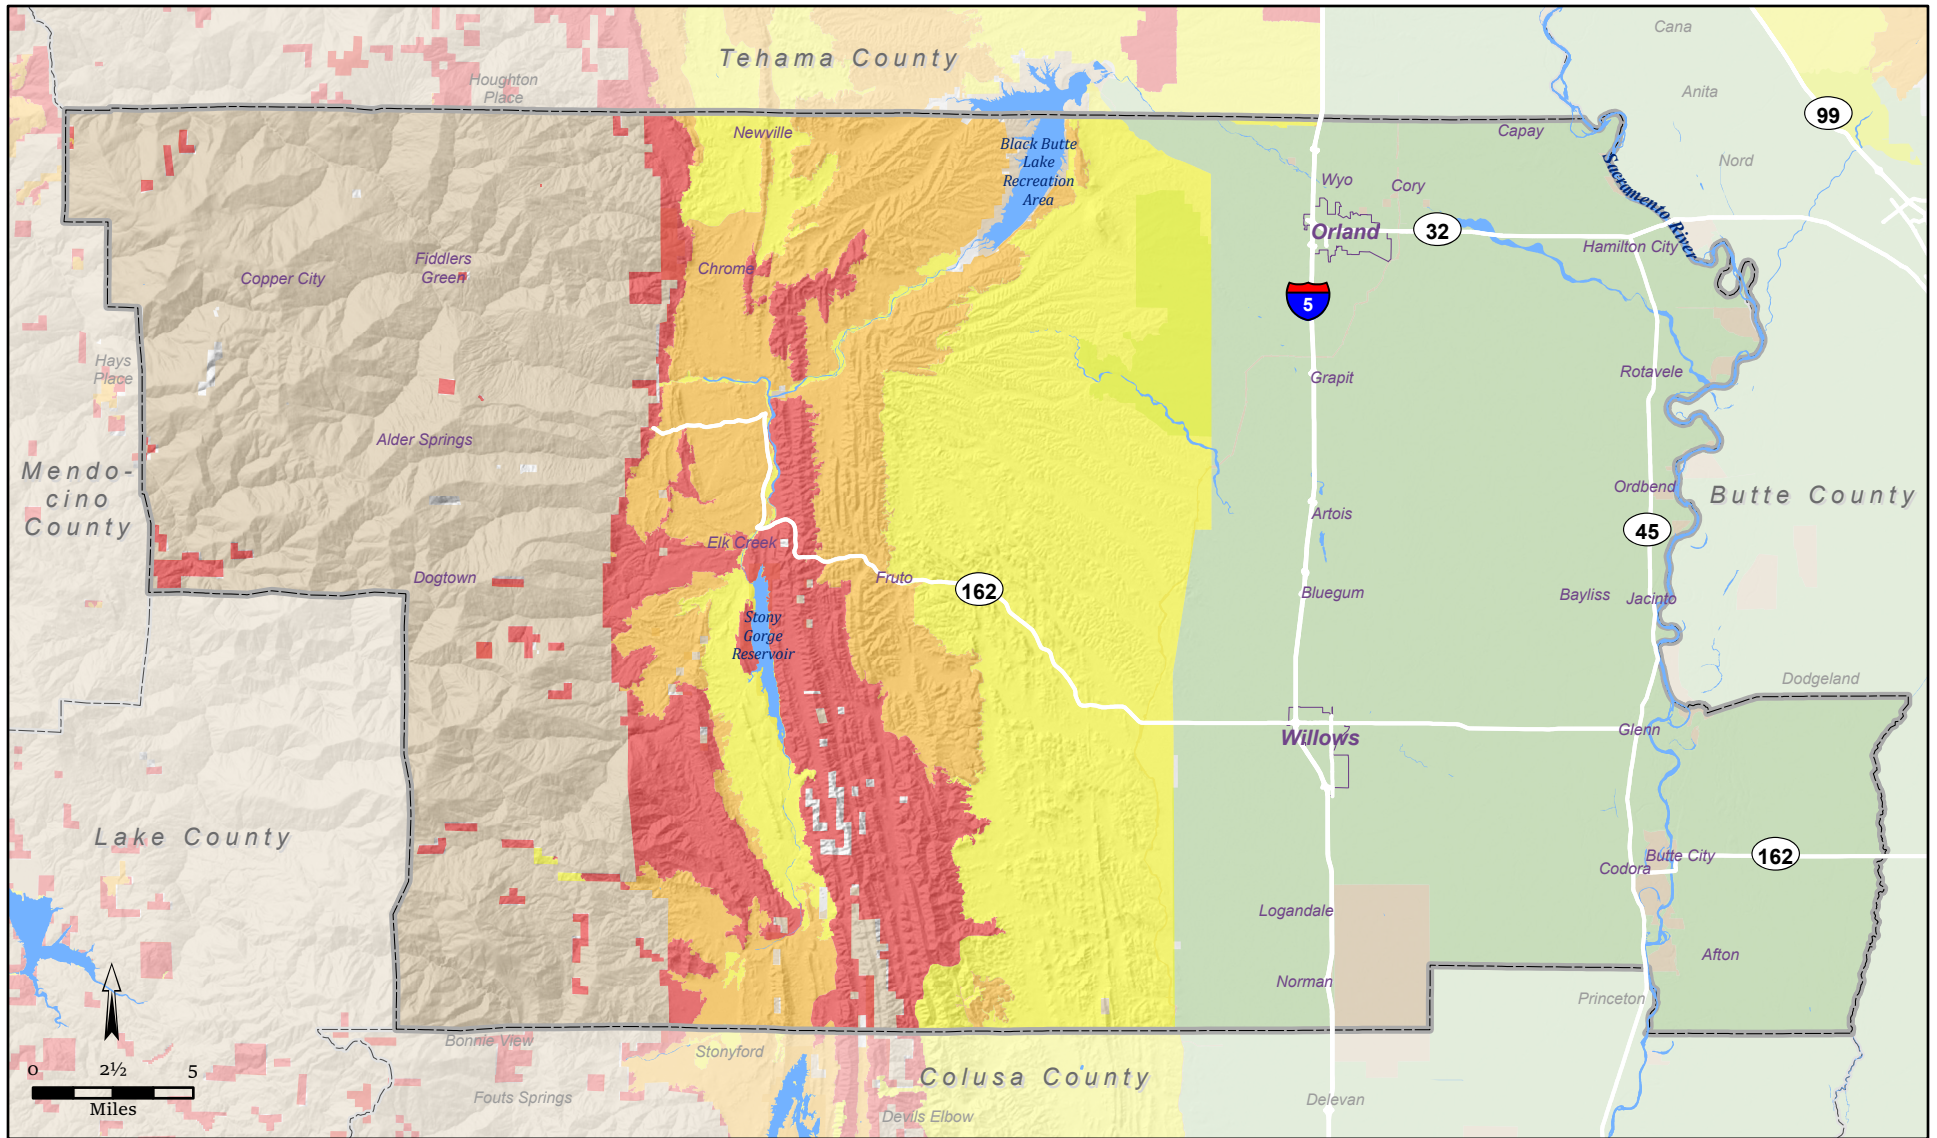 Cana
Tehama County
Houghton
Place
Anita
99
Newville
Capay
Black Butte
Lake
Recreation
Area
Nord
Wyo
Cory
Sacramento River
Orland
32
Hamilton City
Fiddlers
Green
Copper City
Chrome
5
Hays
Place
Grapit
Rotavele
Alder Springs
Mendo-
cino
County
Ordbend
Butte County
Artois
45
Elk Creek
Dogtown
Fruto
162
Bluegum
Bayliss
Jacinto
Stony
Gorge
Reservoir
Dodgeland
Glenn
Willows
Lake County
Butte City
162
Codora
Logandale
Afton
Norman
Princeton
Bonnie View
Stonyford
0 2½ 5
Miles
Colusa County
Fouts Springs
Delevan
Devils Elbow